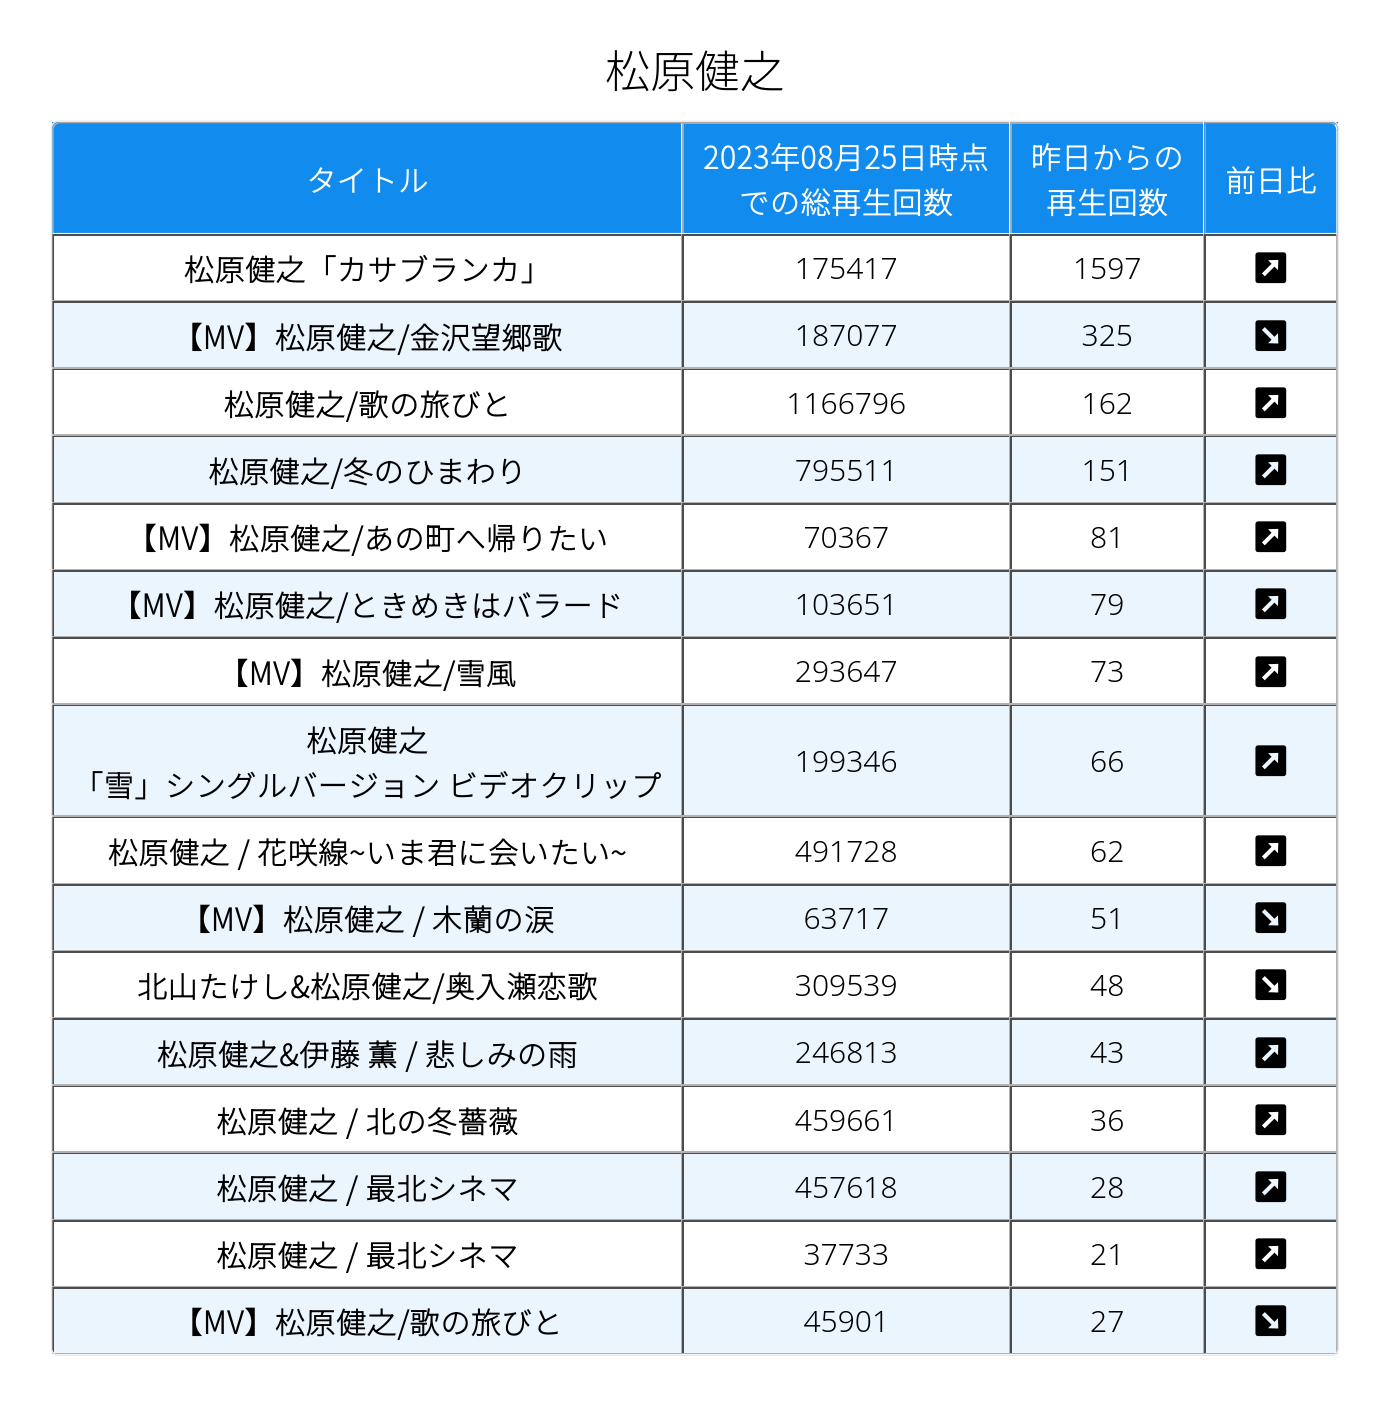 松原健之
タイトル
2023年08月25日時点
での総再生回数
昨日からの
再生回数
前日比
松原健之「カサブランカ」 175417 1597 ↗
【MV】松原健之/金沢望郷歌 187077 325 ↘
松原健之/歌の旅びと 1166796 162 ↗
松原健之/冬のひまわり 795511 151 ↗
【MV】松原健之/あの町へ帰りたい 70367 81 ↗
【MV】松原健之/ときめきはバラード 103651 79 ↗
【MV】松原健之/雪風 293647 73 ↗
松原健之
「雪」シングルバージョン ビデオクリップ 199346 66 ↗
松原健之 / 花咲線~いま君に会いたい~ 491728 62 ↗
【MV】松原健之 / 木蘭の涙 63717 51 ↘
北山たけし&松原健之/奥入瀬恋歌 309539 48 ↘
松原健之&伊藤 薫 / 悲しみの雨 246813 43 ↗
松原健之 / 北の冬薔薇 459661 36 ↗
松原健之 / 最北シネマ 457618 28 ↗
松原健之 / 最北シネマ 37733 21 ↗
【MV】松原健之/歌の旅びと 45901 27 ↘